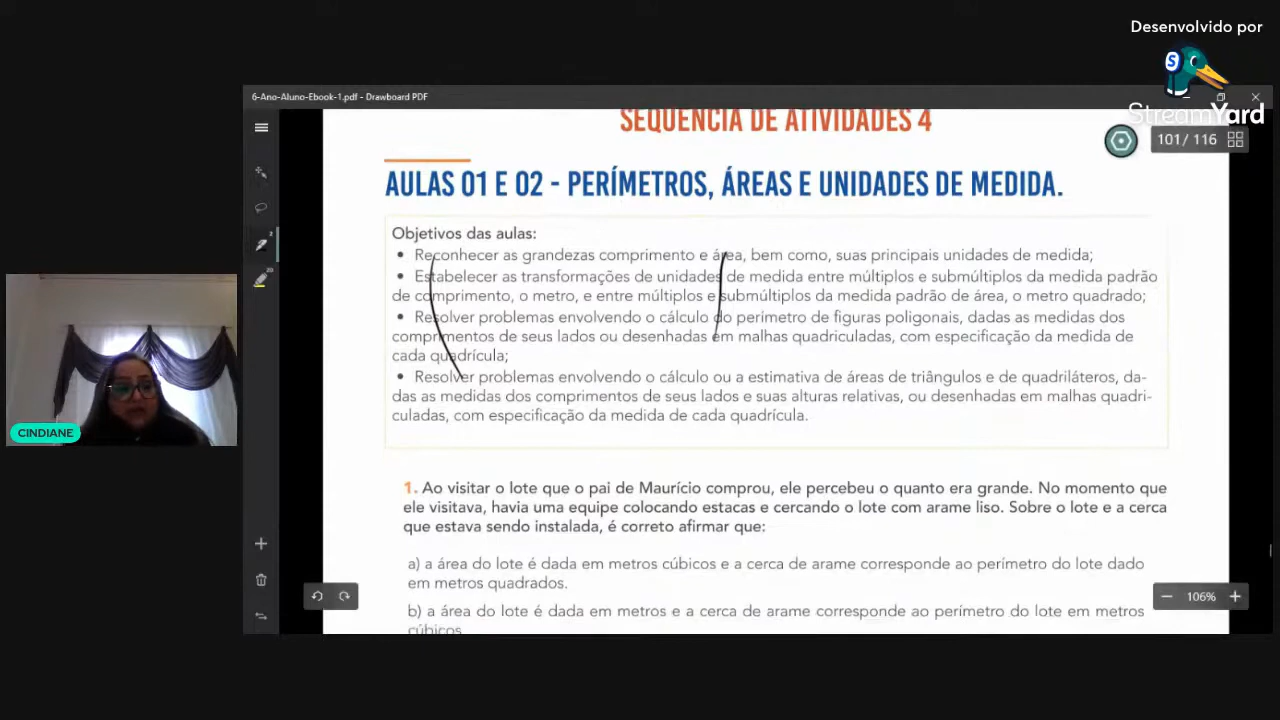 Desenvolvido por
S
StreamYard
6-Ano-Aluno-Ebook-1.pdf - Drawboard PDF
SEQUÊNCIA DE ATIVIDADES 4
101 / 116
AULAS 01 E 02 - PERÍMETROS, ÁREAS E UNIDADES DE MEDIDA.
Objetivos das aulas:
• Reconhecer as grandezas comprimento e área, bem como, suas principais unidades de medida;
• Estabelecer as transformações de unidades de medida entre múltiplos e submúltiplos da medida padrão
de comprimento, o metro, e entre múltiplos e submúltiplos da medida padrão de área, o metro quadrado;
• Resolver problemas envolvendo o cálculo do perímetro de figuras poligonais, dadas as medidas dos
comprimentos de seus lados ou desenhadas em malhas quadriculadas, com especificação da medida de
cada quadrícula;
• Resolver problemas envolvendo o cálculo ou a estimativa de áreas de triângulos e de quadriláteros, da-
das as medidas dos comprimentos de seus lados e suas alturas relativas, ou desenhadas em malhas quadri-
culadas, com especificação da medida de cada quadrícula.
CINDIANE
1. Ao visitar o lote que o pai de Maurício comprou, ele percebeu o quanto era grande. No momento que
ele visitava, havia uma equipe colocando estacas e cercando o lote com arame liso. Sobre o lote e a cerca
que estava sendo instalada, é correto afirmar que:
a) a área do lote é dada em metros cúbicos e a cerca de arame corresponde ao perímetro do lote dado
em metros quadrados.
b) a área do lote é dada em metros e a cerca de arame corresponde ao perímetro do lote em metros
cúbicos
106%